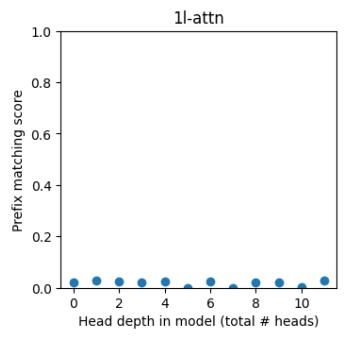 1l-attn
1.0
0.8
0.6
0.4
0.2
0.0
Prefix matching score
0 2 4 6 8 10
Head depth in model (total # heads)